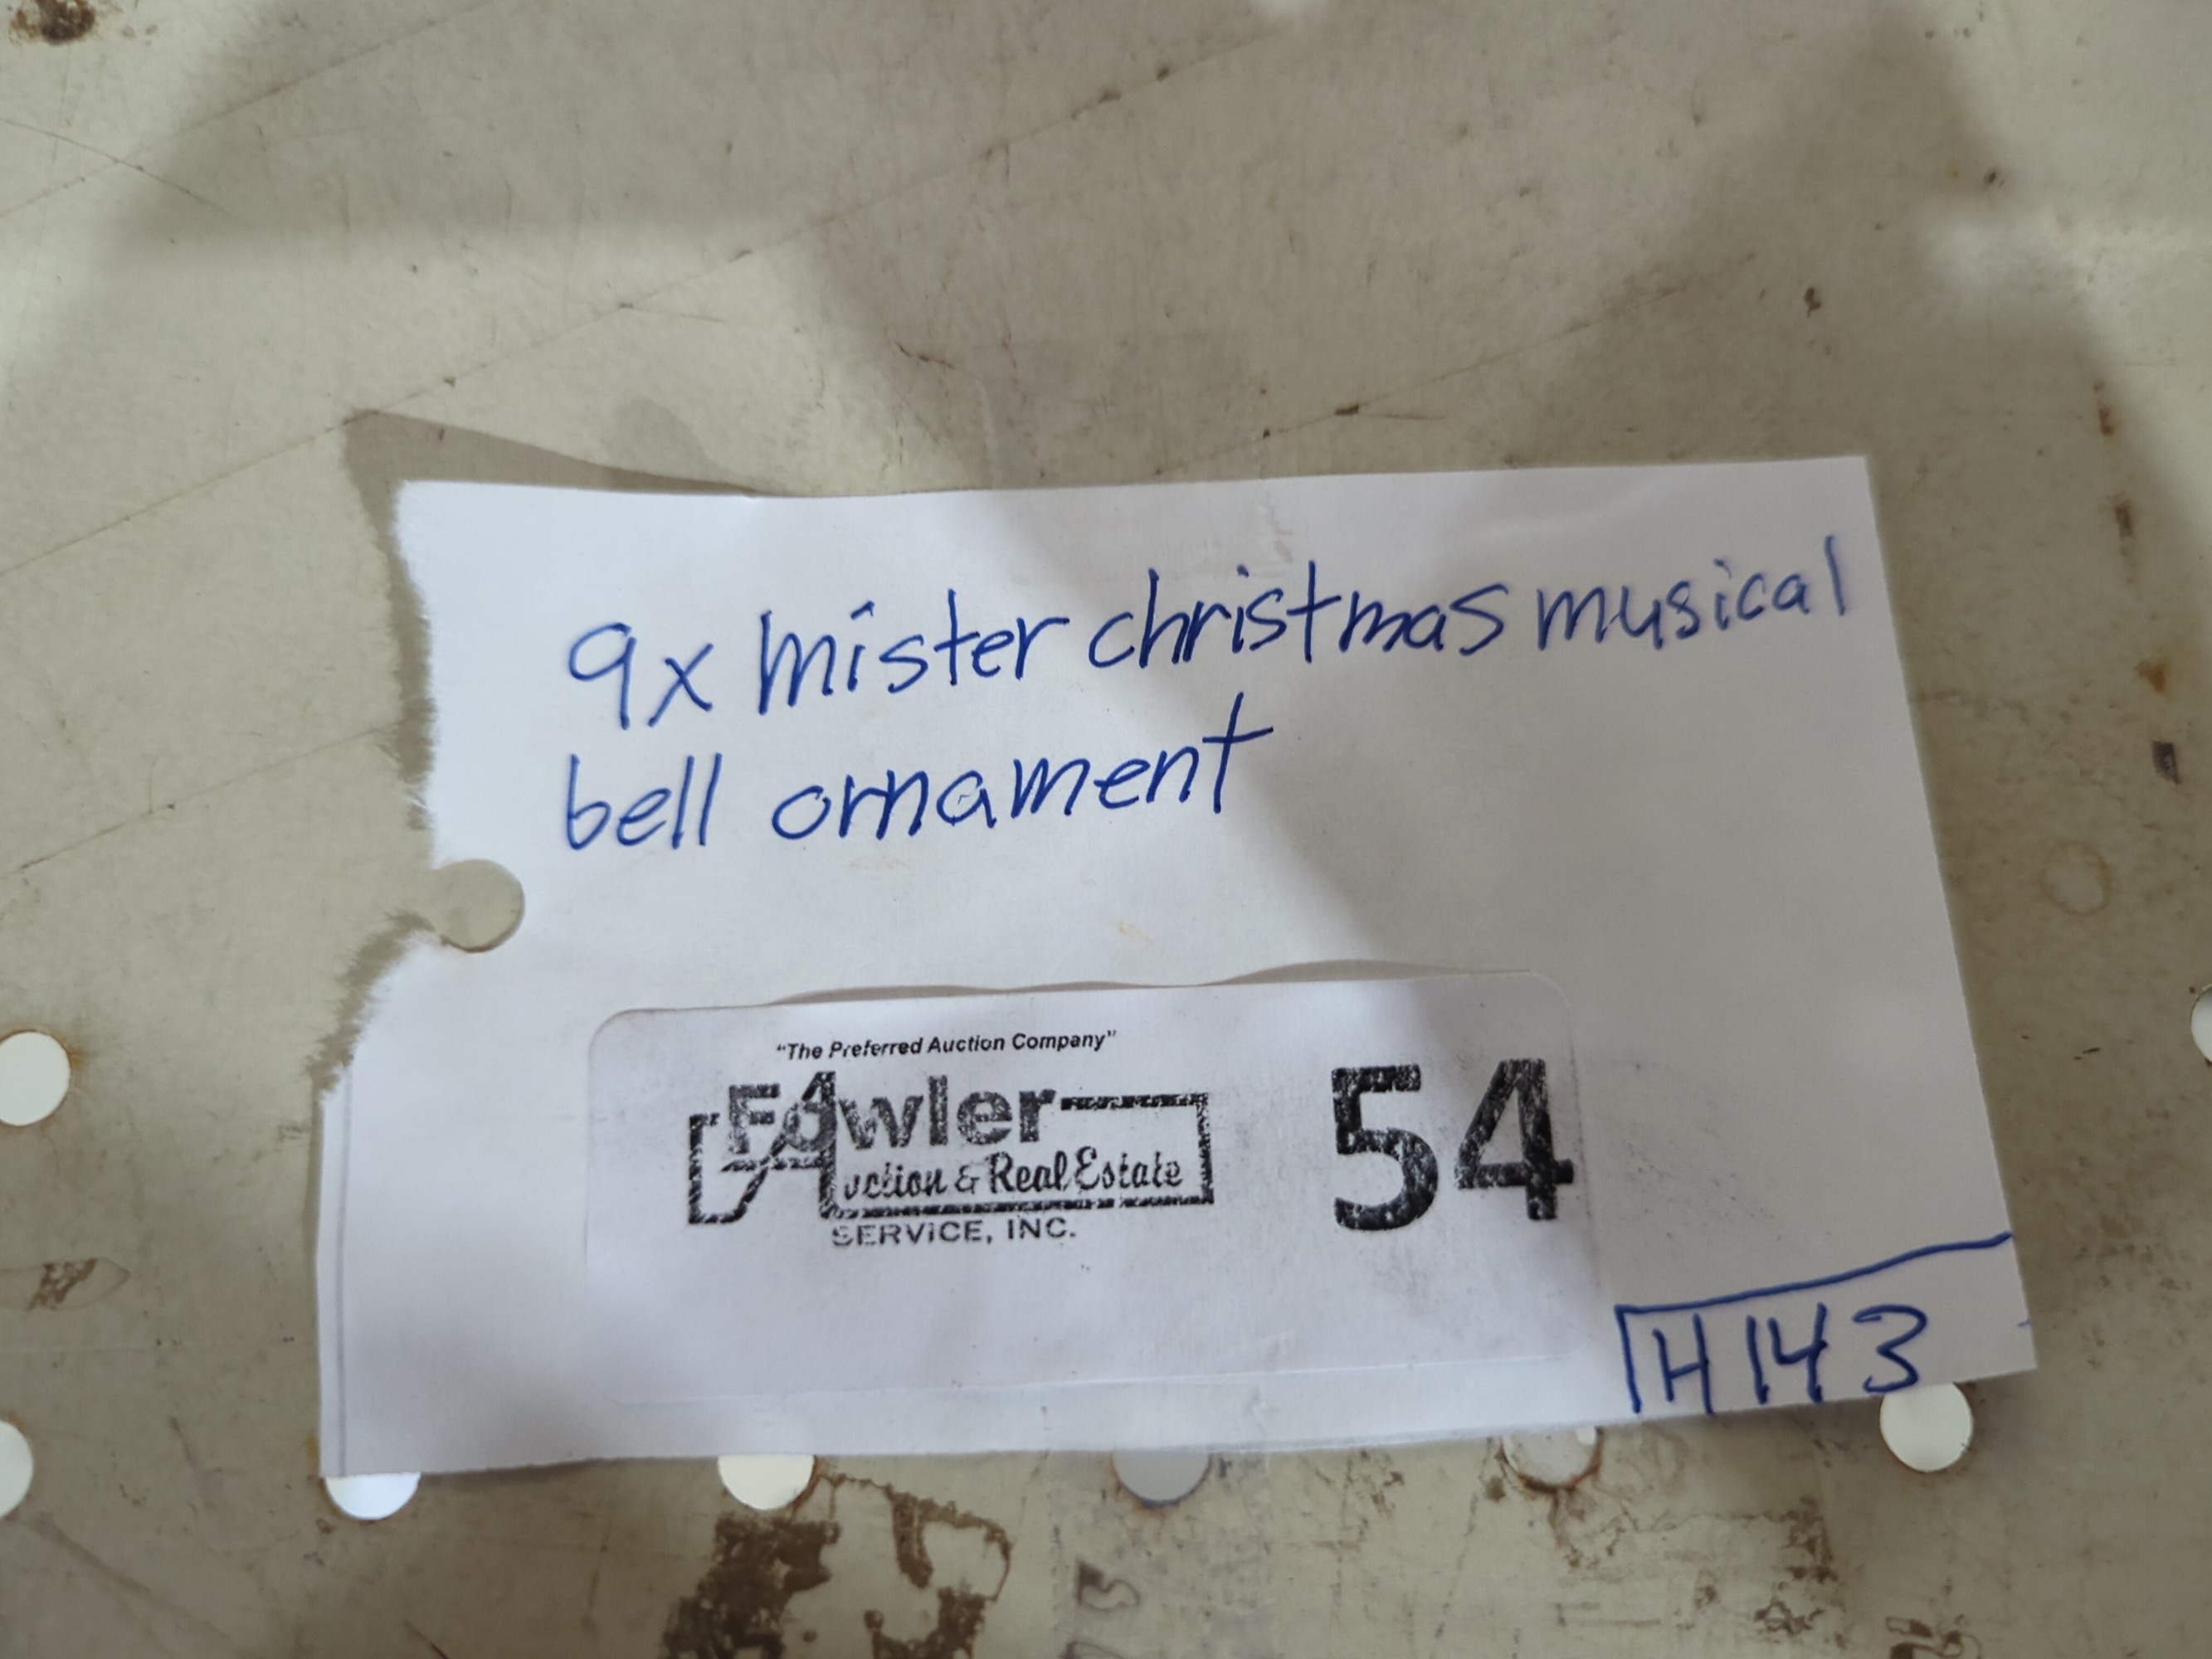 9x mister christmas musical
bell ornament
"The Preferred Auction Company"
Fowler
Auction & Real Estate
SERVICE, INC.
54
H143